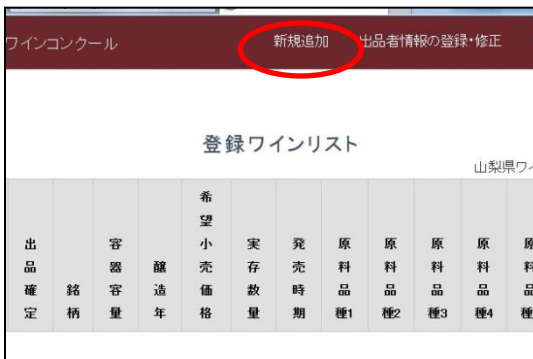 ワインコンクール 新規追加 出品者情報の登録・修正
登録ワインリスト
山梨県ワイ
出品確定 銘柄 容器容量 醸造年 希望小売価格 実存数量 発売時期 原料品種1 原料品種2 原料品種3 原料品種4